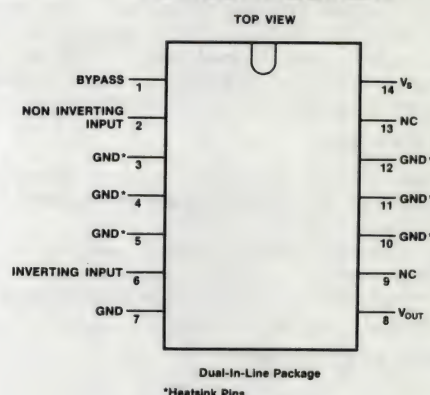 TOP VIEW
BYPASS 1
NON INVERTING
INPUT 2
GND* 3
GND* 4
GND* 5
INVERTING INPUT 6
GND 7
14 VS
13 NC
12 GND*
11 GND*
10 GND*
9 NC
8 VOUT
Dual-In-Line Package
*Heatsink Pins